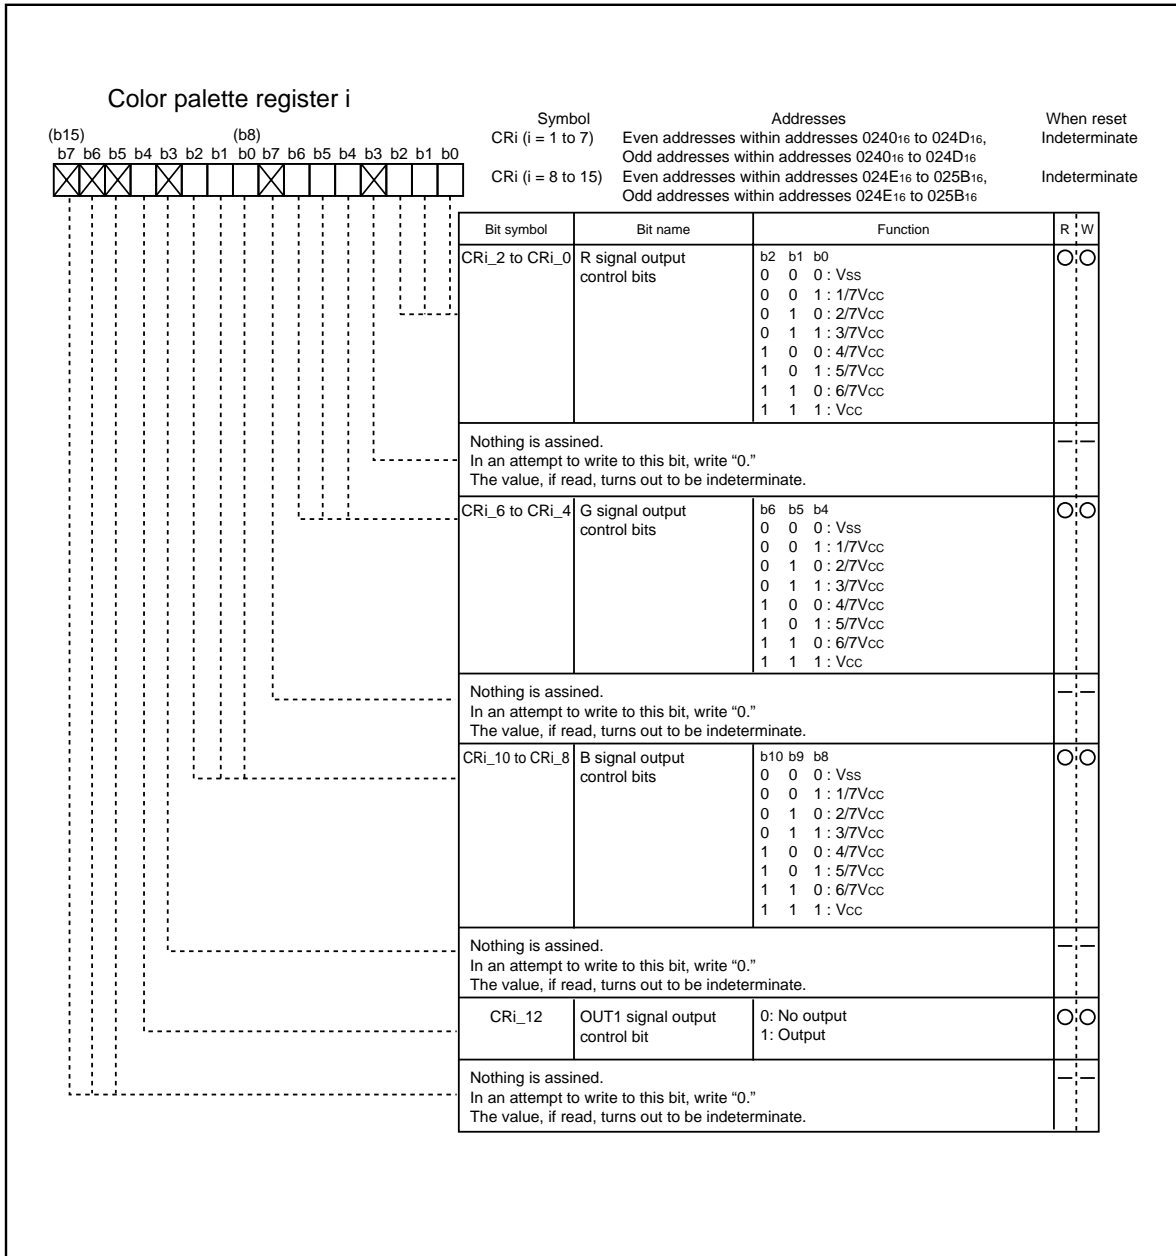 Color palette register i
Symbol Addresses When reset
CRi (i = 1 to 7) Even addresses within addresses 024016 to 024D16, Indeterminate
Odd addresses within addresses 024016 to 024D16
CRi (i = 8 to 15) Even addresses within addresses 024E16 to 025B16, Indeterminate
Odd addresses within addresses 024E16 to 025B16
(b15) (b8)
b7 b6 b5 b4 b3 b2 b1 b0 b7 b6 b5 b4 b3 b2 b1 b0
Bit symbol Bit name Function R W
CRi_2 to CRi_0 R signal output
control bits
b2 b1 b0
0 0 0 : Vss
0 0 1 : 1/7Vcc
0 1 0 : 2/7Vcc
0 1 1 : 3/7Vcc
1 0 0 : 4/7Vcc
1 0 1 : 5/7Vcc
1 1 0 : 6/7Vcc
1 1 1 : Vcc
Nothing is assined.
In an attempt to write to this bit, write “0.”
The value, if read, turns out to be indeterminate.
CRi_6 to CRi_4 G signal output
control bits
b6 b5 b4
0 0 0 : Vss
0 0 1 : 1/7Vcc
0 1 0 : 2/7Vcc
0 1 1 : 3/7Vcc
1 0 0 : 4/7Vcc
1 0 1 : 5/7Vcc
1 1 0 : 6/7Vcc
1 1 1 : Vcc
Nothing is assined.
In an attempt to write to this bit, write “0.”
The value, if read, turns out to be indeterminate.
CRi_10 to CRi_8 B signal output
control bits
b10 b9 b8
0 0 0 : Vss
0 0 1 : 1/7Vcc
0 1 0 : 2/7Vcc
0 1 1 : 3/7Vcc
1 0 0 : 4/7Vcc
1 0 1 : 5/7Vcc
1 1 0 : 6/7Vcc
1 1 1 : Vcc
Nothing is assined.
In an attempt to write to this bit, write “0.”
The value, if read, turns out to be indeterminate.
CRi_12 OUT1 signal output
control bit
0: No output
1: Output
Nothing is assined.
In an attempt to write to this bit, write “0.”
The value, if read, turns out to be indeterminate.